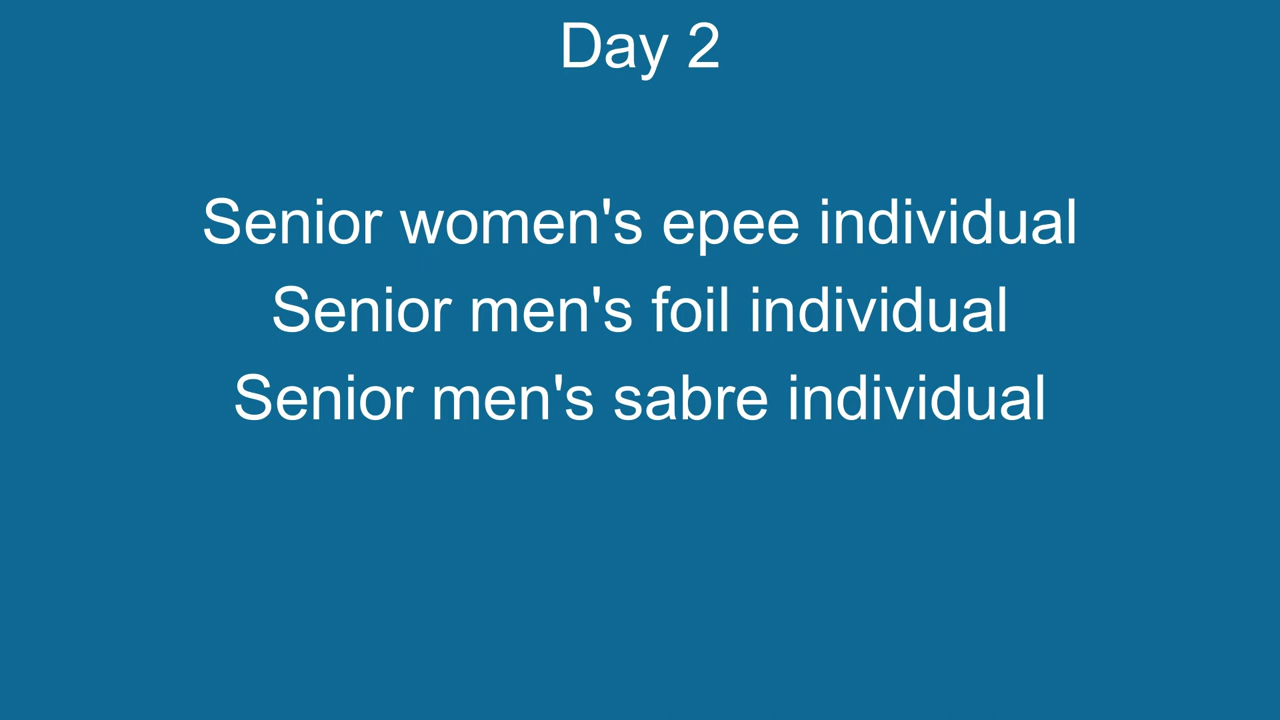 Day 2
Senior women's epee individual
Senior men's foil individual
Senior men's sabre individual